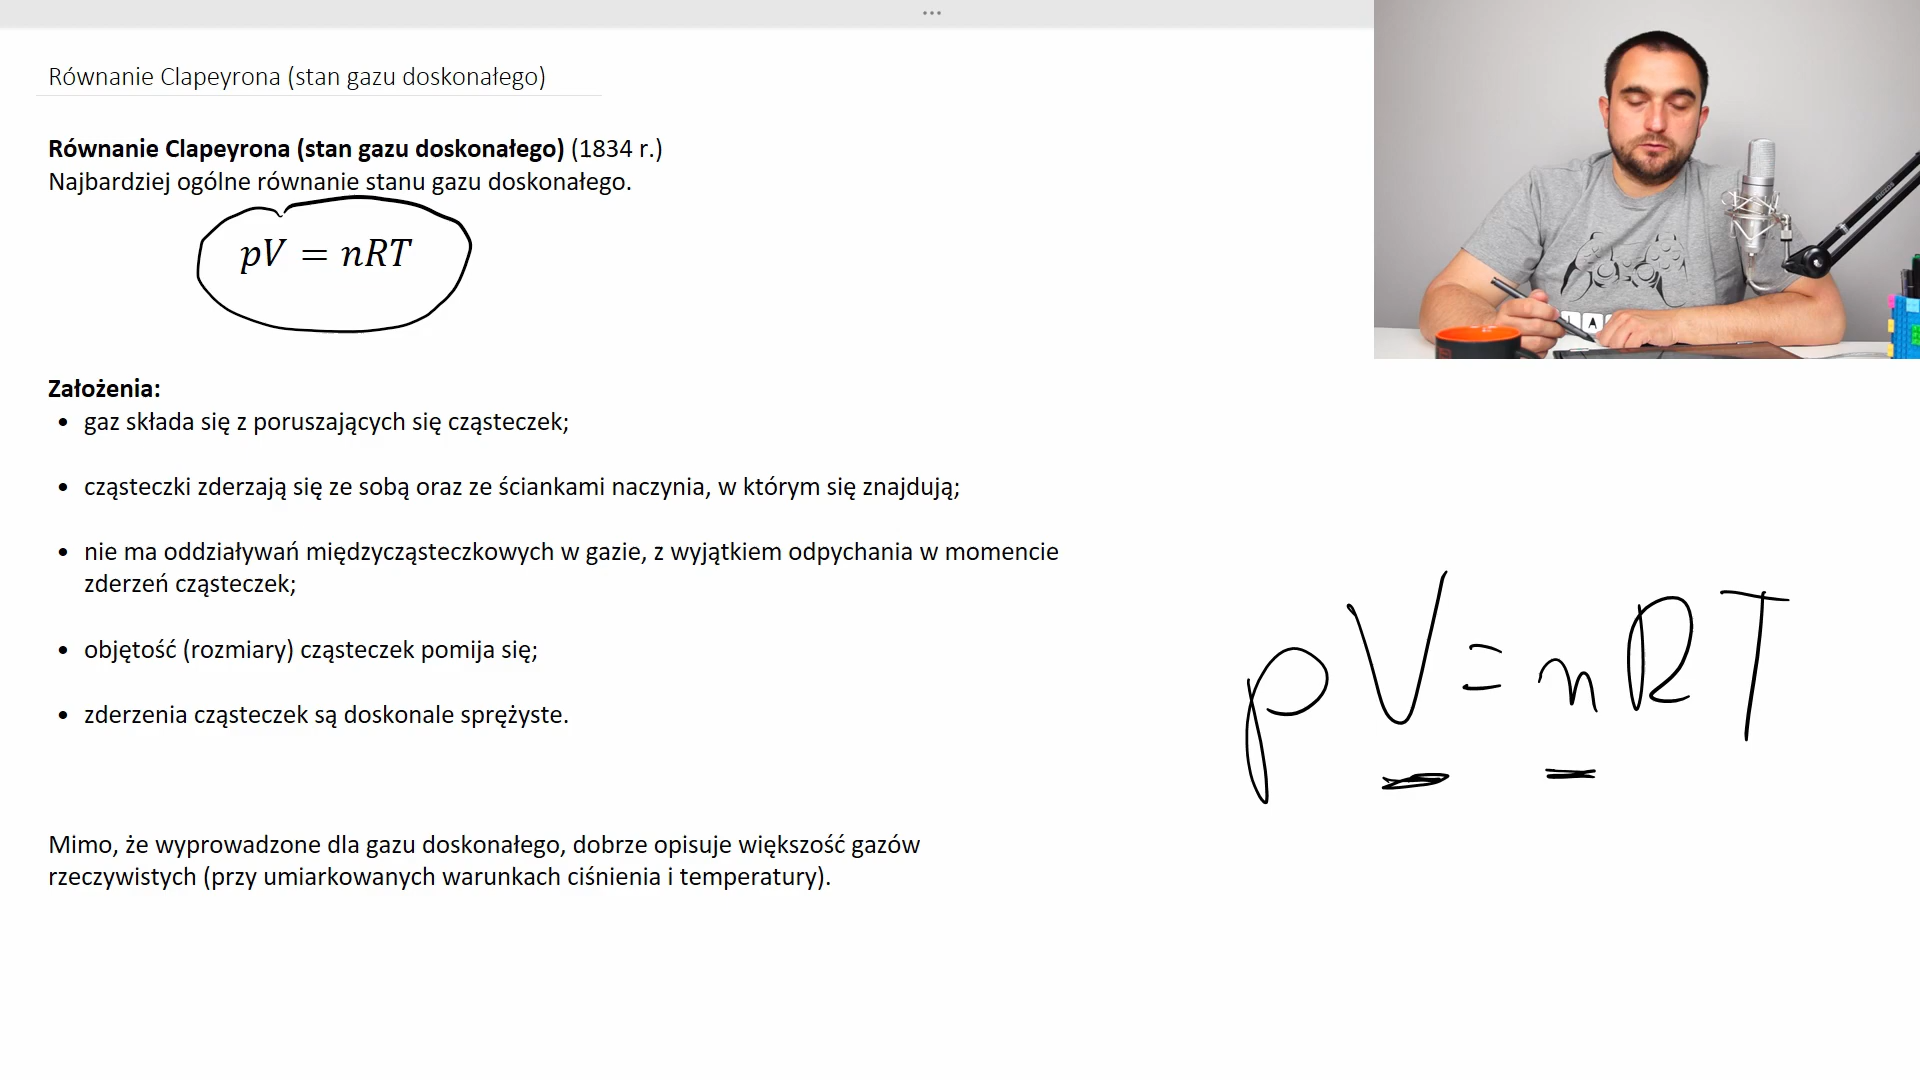 Równanie Clapeyrona (stan gazu doskonałego)
Równanie Clapeyrona (stan gazu doskonałego) (1834 r.)
Najbardziej ogólne równanie stanu gazu doskonałego.
pV = nRT
Założenia:
• gaz składa się z poruszających się cząsteczek;
• cząsteczki zderzają się ze sobą oraz ze ściankami naczynia, w którym się znajdują;
• nie ma oddziaływań międzycząsteczkowych w gazie, z wyjątkiem odpychania w momencie
zderzeń cząsteczek;
• objętość (rozmiary) cząsteczek pomija się;
• zderzenia cząsteczek są doskonale sprężyste.
pV = nRT
Mimo, że wyprowadzone dla gazu doskonałego, dobrze opisuje większość gazów
rzeczywistych (przy umiarkowanych warunkach ciśnienia i temperatury).